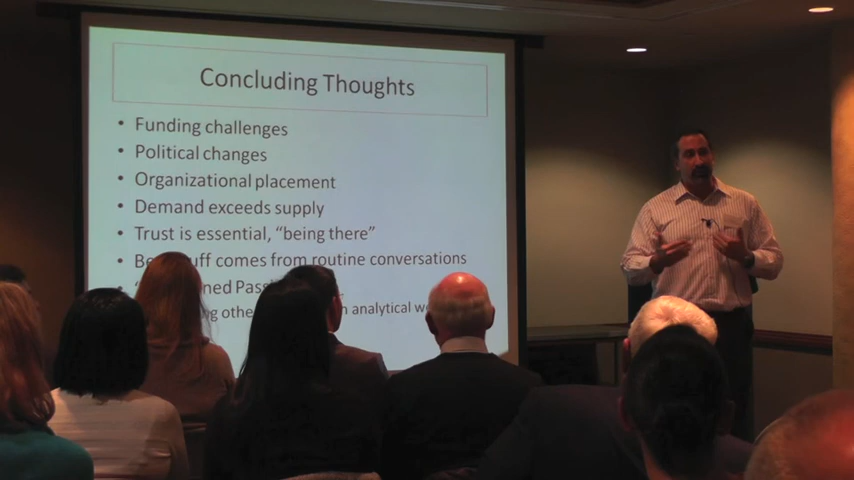 Concluding Thoughts
• Funding challenges
• Political changes
• Organizational placement
• Demand exceeds supply
• Trust is essential, “being there”
• comes from routine conversations
analytical